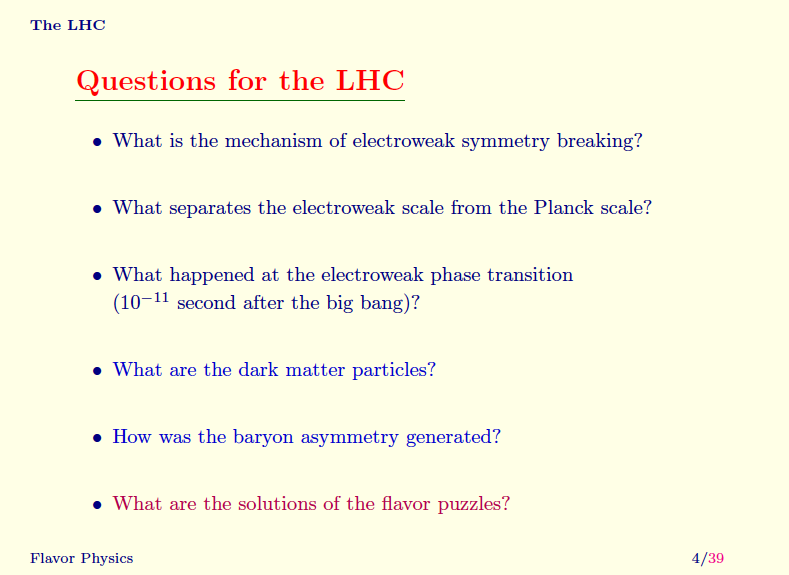 The LHC
Questions for the LHC
• What is the mechanism of electroweak symmetry breaking?
• What separates the electroweak scale from the Planck scale?
• What happened at the electroweak phase transition
(10⁻¹¹ second after the big bang)?
• What are the dark matter particles?
• How was the baryon asymmetry generated?
• What are the solutions of the flavor puzzles?
Flavor Physics 4/39